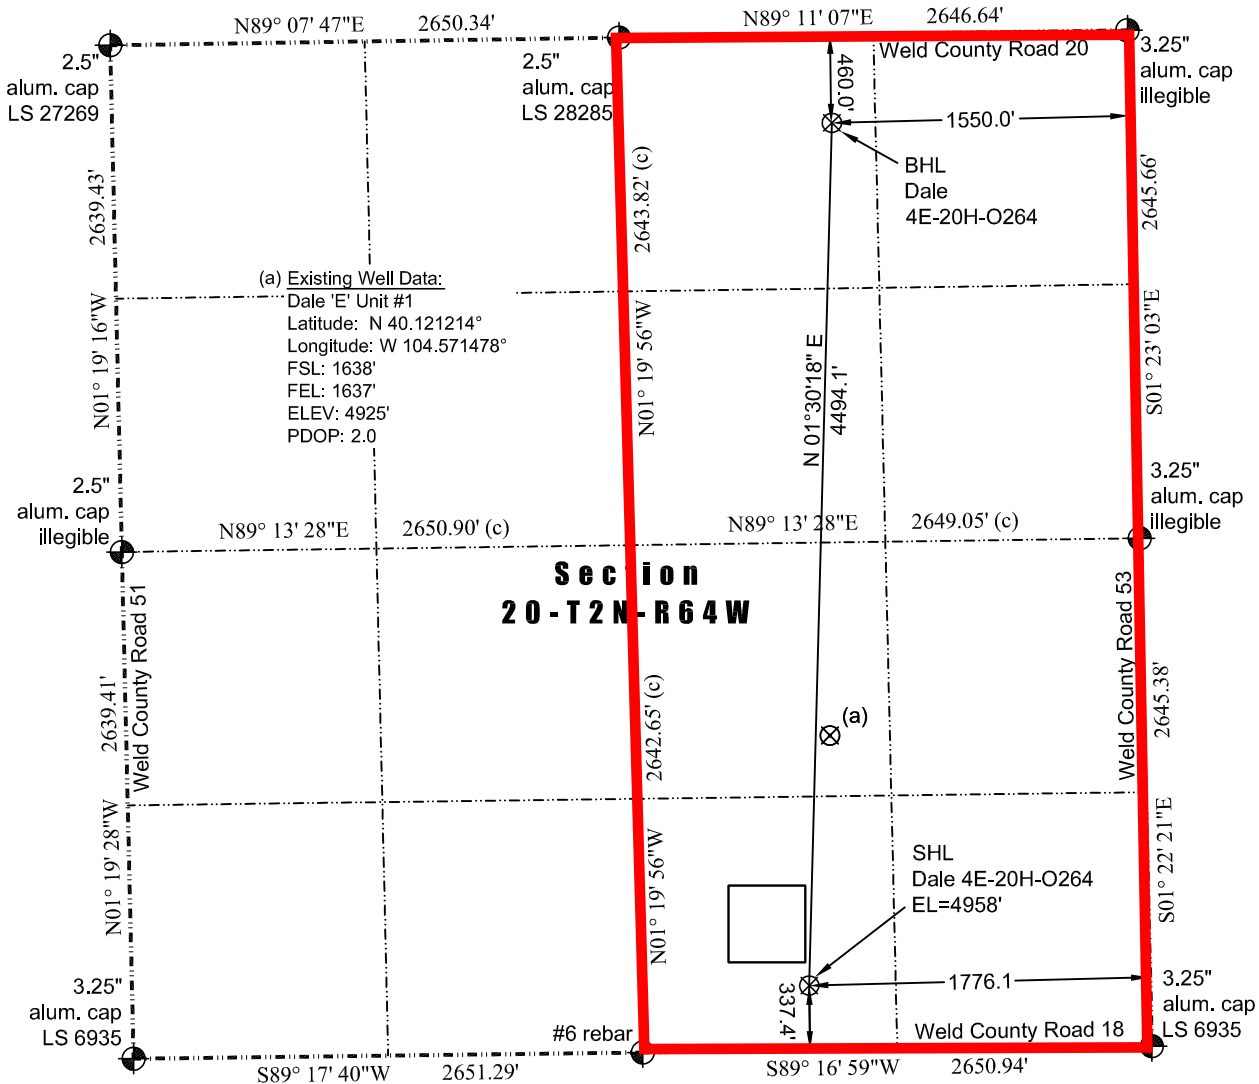 N89° 07' 47"E 2650.34'
N89° 11' 07"E 2646.64'
Weld County Road 20
2.5"
alum. cap
LS 27269
2.5"
alum. cap
LS 28285
3.25"
alum. cap
illegible
460.0'
1550.0'
BHL
Dale
4E-20H-O264
2639.43'
N01° 19' 16"W
2643.82' (c)
N01° 19' 56"W
2645.66'
S01° 23' 03"E
(a) Existing Well Data:
Dale 'E' Unit #1
Latitude: N 40.121214°
Longitude: W 104.571478°
FSL: 1638'
FEL: 1637'
ELEV: 4925'
PDOP: 2.0
N 01°30'18" E
4494.1'
2.5"
alum. cap
illegible
3.25"
alum. cap
illegible
N89° 13' 28"E 2650.90' (c)
N89° 13' 28"E 2649.05' (c)
Section
20-T2N-R64W
Weld County Road 51
2639.41'
N01° 19' 28"W
2642.65' (c)
N01° 19' 56"W
Weld County Road 53
2645.38'
S01° 22' 21"E
(a)
SHL
Dale 4E-20H-O264
EL=4958'
1776.1
337.4'
3.25"
alum. cap
LS 6935
#6 rebar
Weld County Road 18
3.25"
alum. cap
LS 6935
S89° 17' 40"W 2651.29'
S89° 16' 59"W 2650.94'